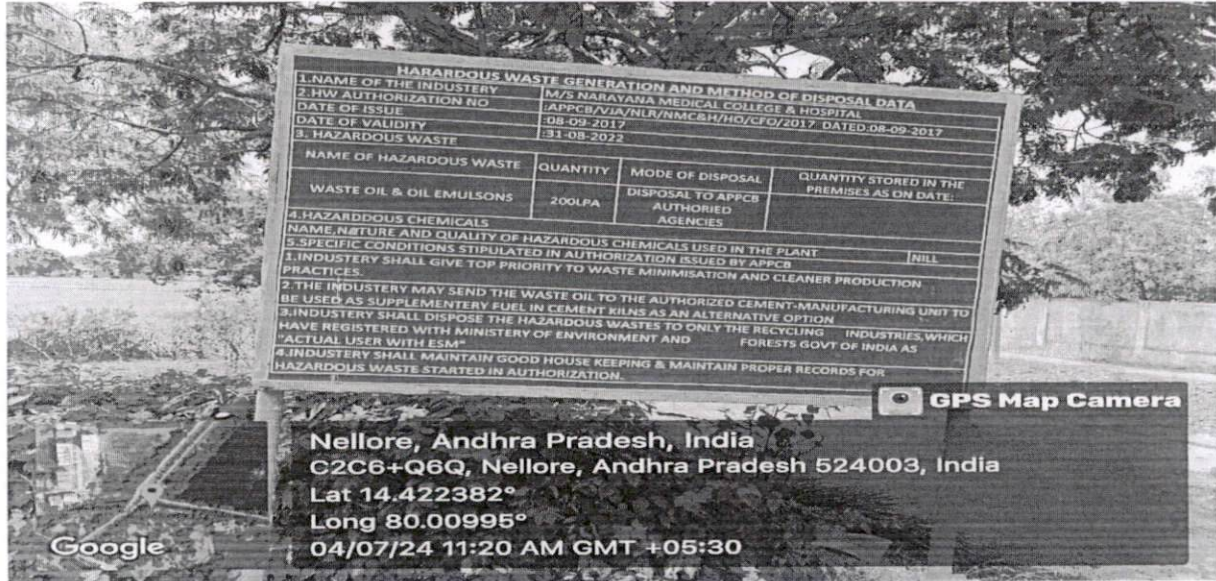 HARARDOUS WASTE GENERATION AND METHOD OF DISPOSAL DATA
1.NAME OF THE INDUSTERY M/S NARAYANA MEDICAL COLLEGE & HOSPITAL
2.HW AUTHORIZATION NO :APPCB/VJA/NLR/NMC&H/HO/CFO/2017 DATED:08-09-2017
DATE OF ISSUE :08-09-2017
DATE OF VALIDITY :31-08-2022
3. HAZARDOUS WASTE
NAME OF HAZARDOUS WASTE QUANTITY MODE OF DISPOSAL QUANTITY STORED IN THE
PREMISES AS ON DATE:
WASTE OIL & OIL EMULSONS 200LPA DISPOSAL TO APPCB
AUTHORIED
AGENCIES
4.HAZARDDOUS CHEMICALS
NAME,NATURE AND QUALITY OF HAZARDOUS CHEMICALS USED IN THE PLANT NILL
5.SPECIFIC CONDITIONS STIPULATED IN AUTHORIZATION ISSUED BY APPCB
1.INDUSTERY SHALL GIVE TOP PRIORITY TO WASTE MINIMISATION AND CLEANER PRODUCTION
PRACTICES.
2.THE INDUSTERY MAY SEND THE WASTE OIL TO THE AUTHORIZED CEMENT-MANUFACTURING UNIT TO
BE USED AS SUPPLEMENTERY FUEL IN CEMENT KILNS AS AN ALTERNATIVE OPTION
3.INDUSTERY SHALL DISPOSE THE HAZARDOUS WASTES TO ONLY THE RECYCLING INDUSTRIES,WHICH
HAVE REGISTERED WITH MINISTERY OF ENVIRONMENT AND FORESTS GOVT OF INDIA AS
"ACTUAL USER WITH ESM"
4.INDUSTERY SHALL MAINTAIN GOOD HOUSE KEEPING & MAINTAIN PROPER RECORDS FOR
HAZARDOUS WASTE STARTED IN AUTHORIZATION.
GPS Map Camera
Nellore, Andhra Pradesh, India
C2C6+Q6Q, Nellore, Andhra Pradesh 524003, India
Lat 14.422382°
Long 80.00995°
04/07/24 11:20 AM GMT +05:30
Google